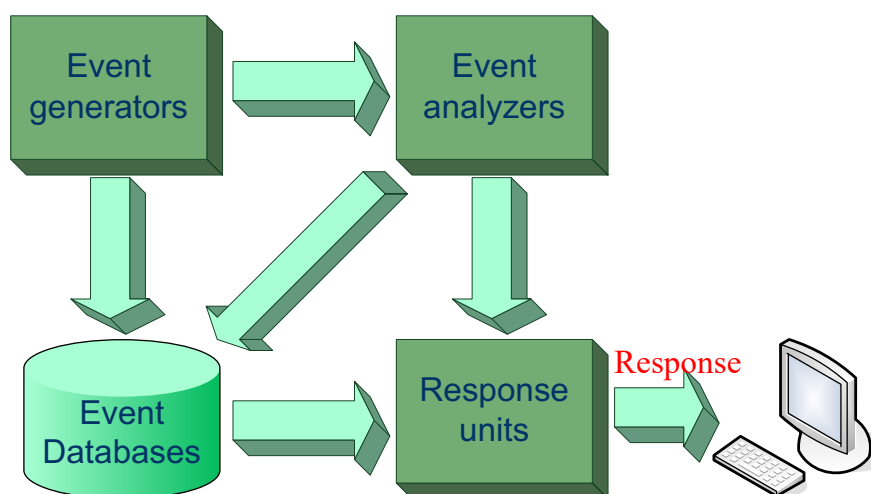 Event
generators
Event
analyzers
Event
Databases
Response
units
Response